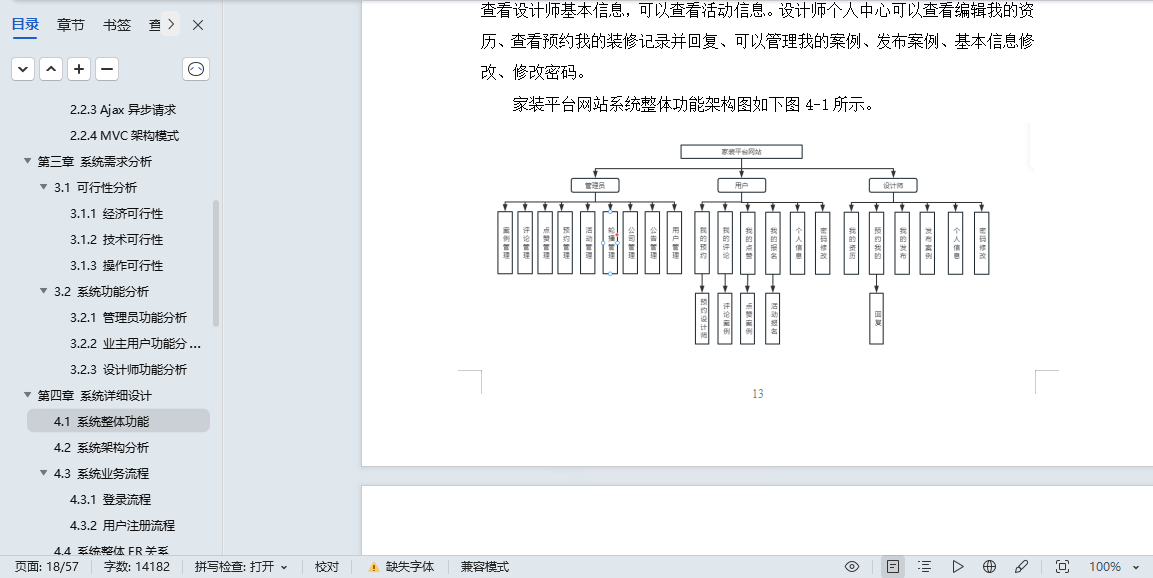 目录 章节 书签 查
2.2.3 Ajax 异步请求
2.2.4 MVC 架构模式
第三章 系统需求分析
3.1 可行性分析
3.1.1 经济可行性
3.1.2 技术可行性
3.1.3 操作可行性
3.2 系统功能分析
3.2.1 管理员功能分析
3.2.2 业主用户功能分 ...
3.2.3 设计师功能分析
第四章 系统详细设计
4.1 系统整体功能
4.2 系统架构分析
4.3 系统业务流程
4.3.1 登录流程
4.3.2 用户注册流程
4.4 系统整体 ER 关系
查看设计师基本信息，可以查看活动信息。设计师个人中心可以查看编辑我的资
历、查看预约我的装修记录并回复、可以管理我的案例、发布案例、基本信息修
改、修改密码。
家装平台网站系统整体功能架构图如下图 4-1 所示。
家装平台网站
管理员
用户
设计师
案例管理
评论管理
点赞管理
预约管理
活动管理
轮播管理
公司管理
公告管理
用户管理
我的预约
我的评论
我的点赞
我的报名
个人信息
密码修改
我的资历
预约我的
我的发布
发布案例
个人信息
密码修改
预约设计师
评论案例
点赞案例
活动报名
回复
13
页面: 18/57 字数: 14182 拼写检查: 打开 校对 缺失字体 兼容模式 100%